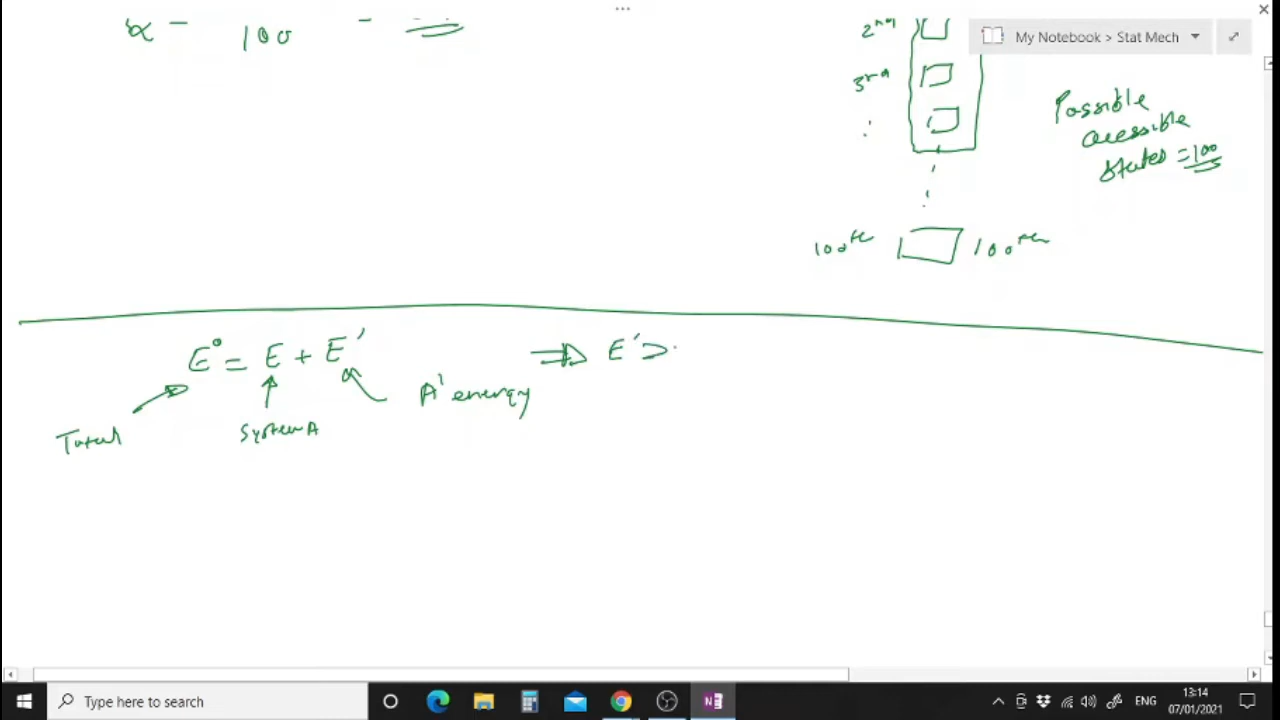 ...
α = 100 =
2nd
My Notebook > Stat Mech
3rd
Possible
acessible
states = 100
100th 100th
E° = E + E' ⇒ E' >
A' energy
Total
System A
Type here to search
ENG
13:14
07/01/2021